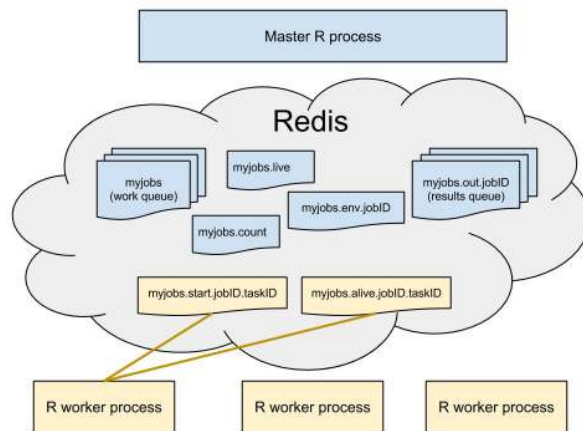 Master R process
Redis
myjobs
(work queue)
myjobs.live
myjobs.env.jobID
myjobs.out.jobID
(results queue)
myjobs.count
myjobs.start.jobID.taskID
myjobs.alive.jobID.taskID
R worker process
R worker process
R worker process